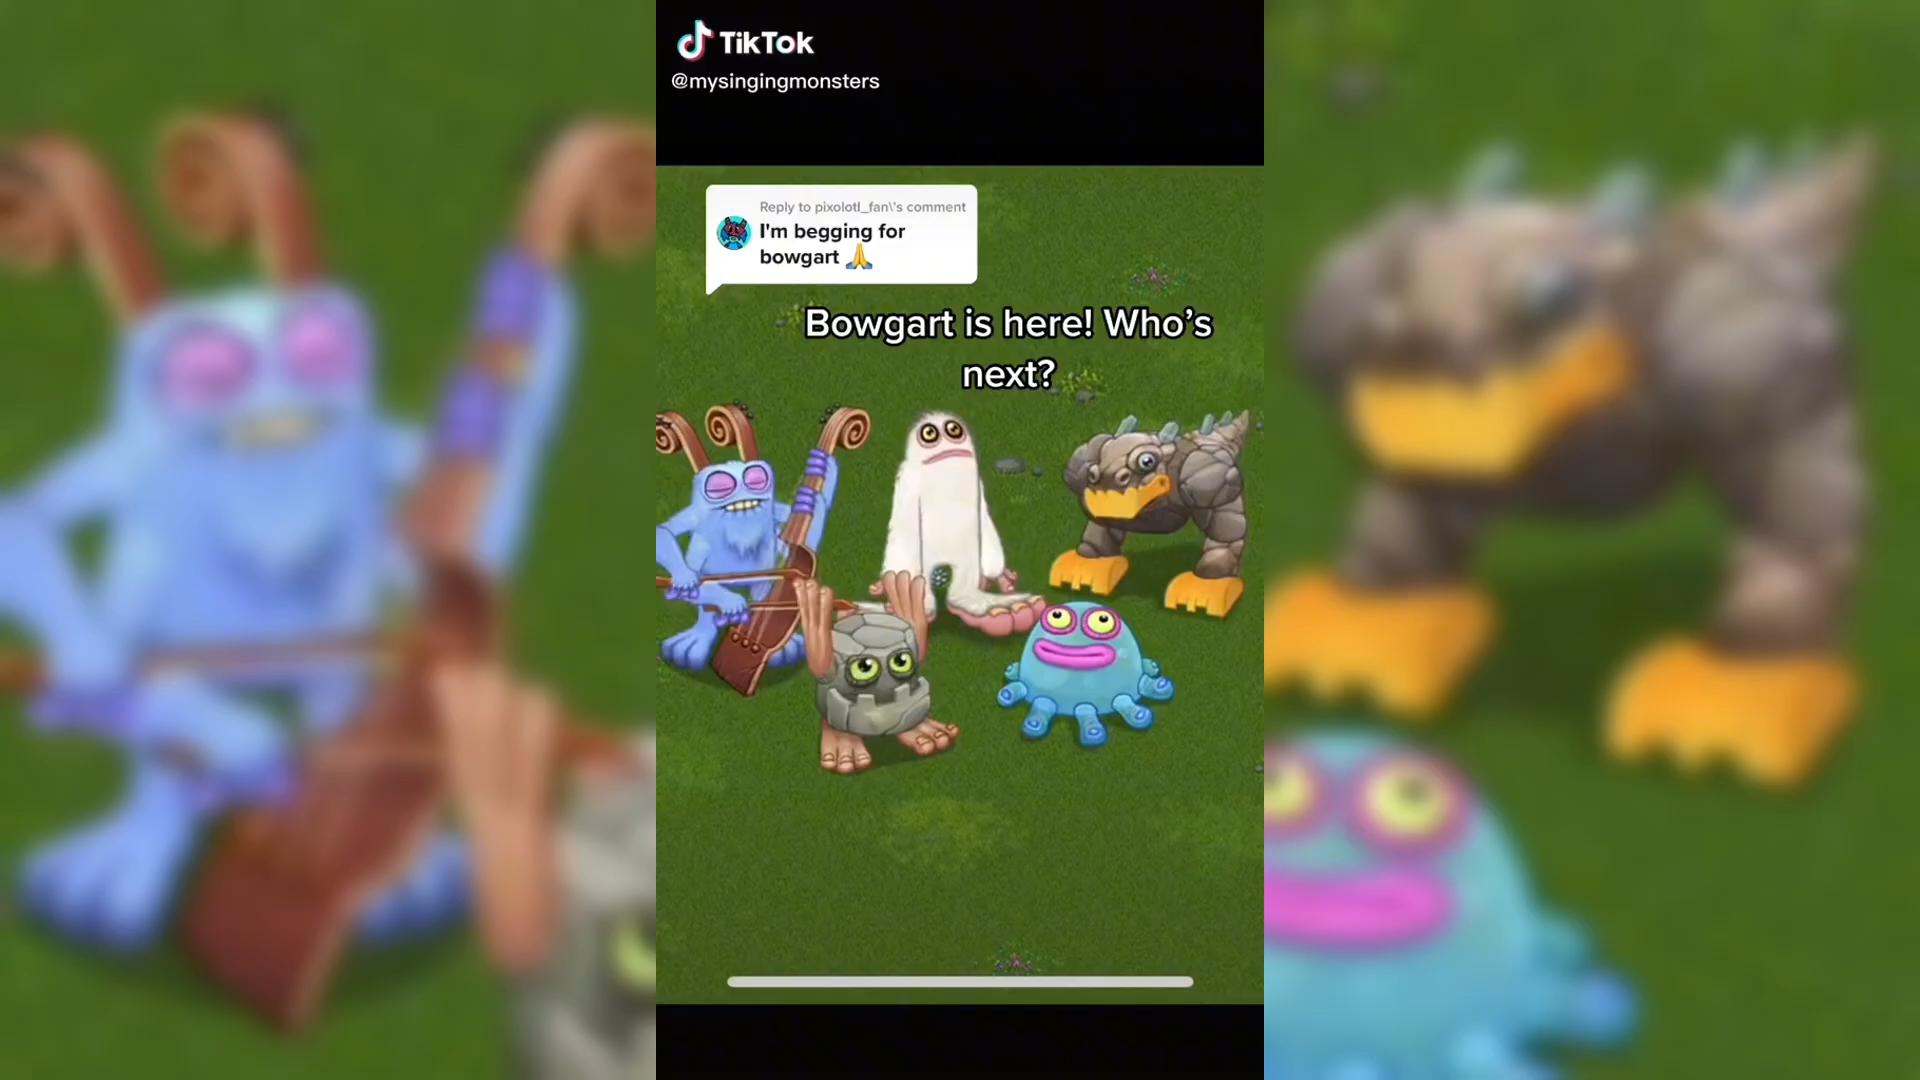 TikTok
@mysingingmonsters
Reply to pixolotl_fan\'s comment
I'm begging for
bowgart 🙏
Bowgart is here! Who's
next?